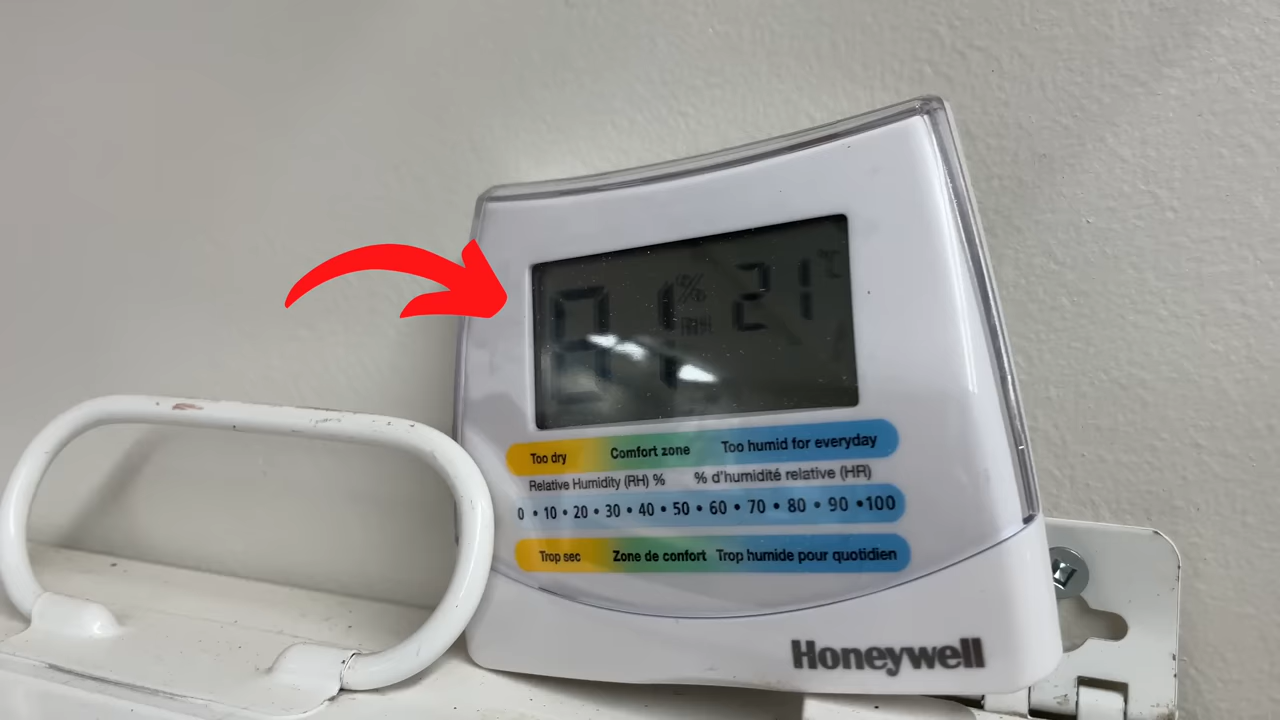 81 % RH 21 °C
Too dry Comfort zone Too humid for everyday
Relative Humidity (RH) % % d'humidité relative (HR)
0 • 10 • 20 • 30 • 40 • 50 • 60 • 70 • 80 • 90 • 100
Trop sec Zone de confort Trop humide pour quotidien
Honeywell